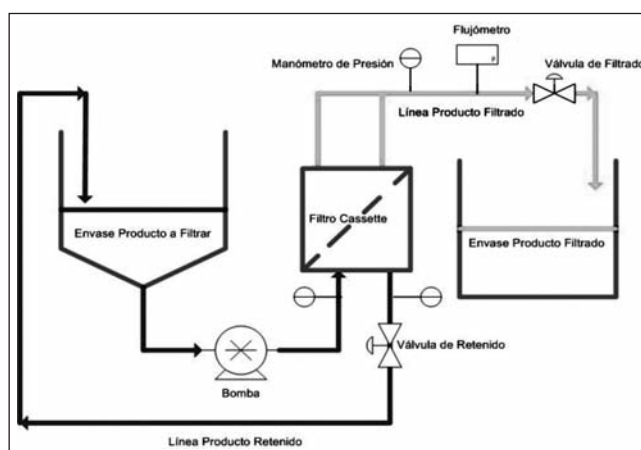 Flujómetro
Manómetro de Presión
Válvula de Filtrado
P
Línea Producto Filtrado
Envase Producto a Filtrar
Filtro Cassette
Envase Producto Filtrado
Válvula de Retenido
Bomba
Línea Producto Retenido